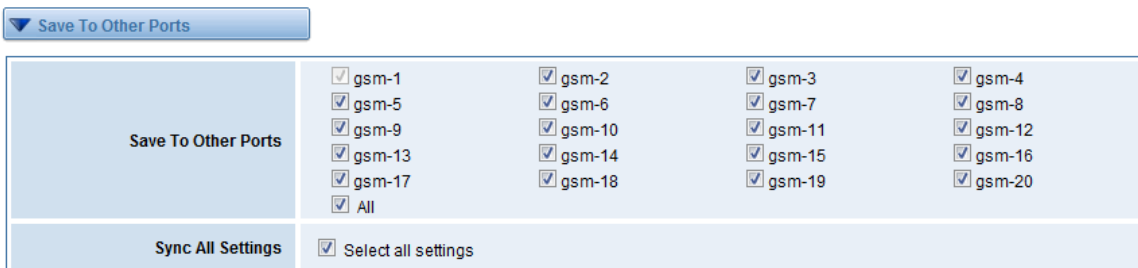 Save To Other Ports
Save To Other Ports
gsm-1 gsm-2 gsm-3 gsm-4
gsm-5 gsm-6 gsm-7 gsm-8
gsm-9 gsm-10 gsm-11 gsm-12
gsm-13 gsm-14 gsm-15 gsm-16
gsm-17 gsm-18 gsm-19 gsm-20
All
Sync All Settings
Select all settings